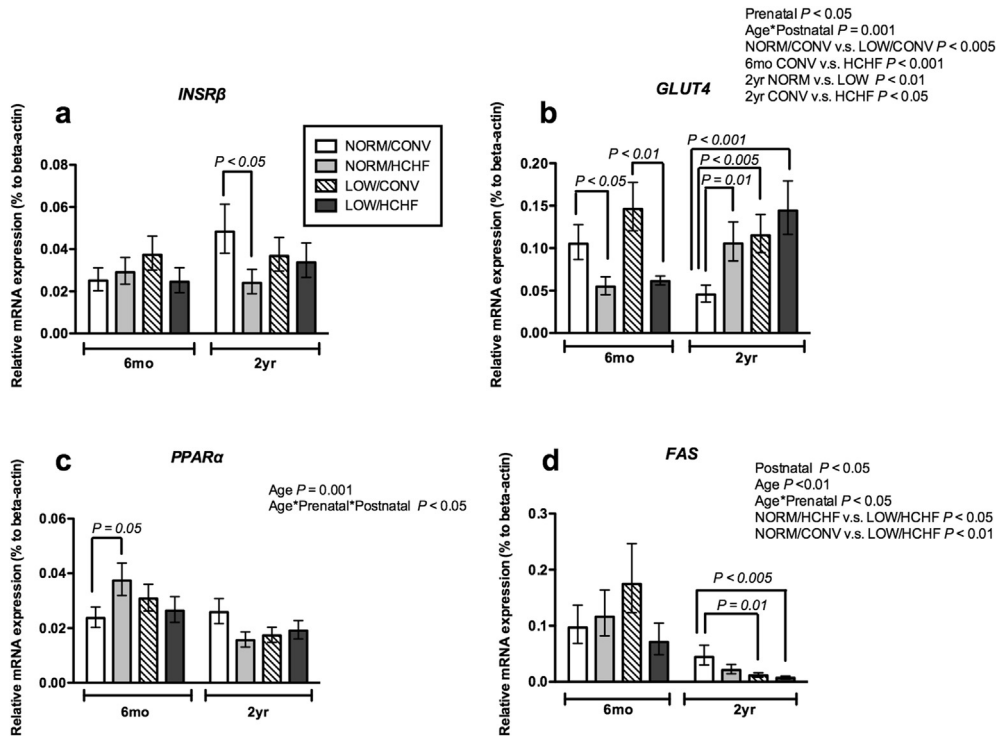 Prenatal P < 0.05
Age*Postnatal P = 0.001
NORM/CONV v.s. LOW/CONV P < 0.005
6mo CONV v.s. HCHF P < 0.001
2yr NORM v.s. LOW P < 0.01
2yr CONV v.s. HCHF P < 0.05
a
INSRβ
NORM/CONV
NORM/HCHF
LOW/CONV
LOW/HCHF
P < 0.05
Relative mRNA expression (% to beta-actin)
0.08
0.06
0.04
0.02
0.00
6mo
2yr
b
GLUT4
P < 0.001
P < 0.01
P < 0.005
P < 0.05
P = 0.01
Relative mRNA expression (% to beta-actin)
0.20
0.15
0.10
0.05
0.00
6mo
2yr
c
PPARα
Age P = 0.001
Age*Prenatal*Postnatal P < 0.05
P = 0.05
Relative mRNA expression (% to beta-actin)
0.06
0.04
0.02
0.00
6mo
2yr
d
FAS
Postnatal P < 0.05
Age P <0.01
Age*Prenatal P < 0.05
NORM/HCHF v.s. LOW/HCHF P < 0.05
NORM/CONV v.s. LOW/HCHF P < 0.01
P < 0.005
P = 0.01
Relative mRNA expression (% to beta-actin)
0.3
0.2
0.1
0.0
6mo
2yr